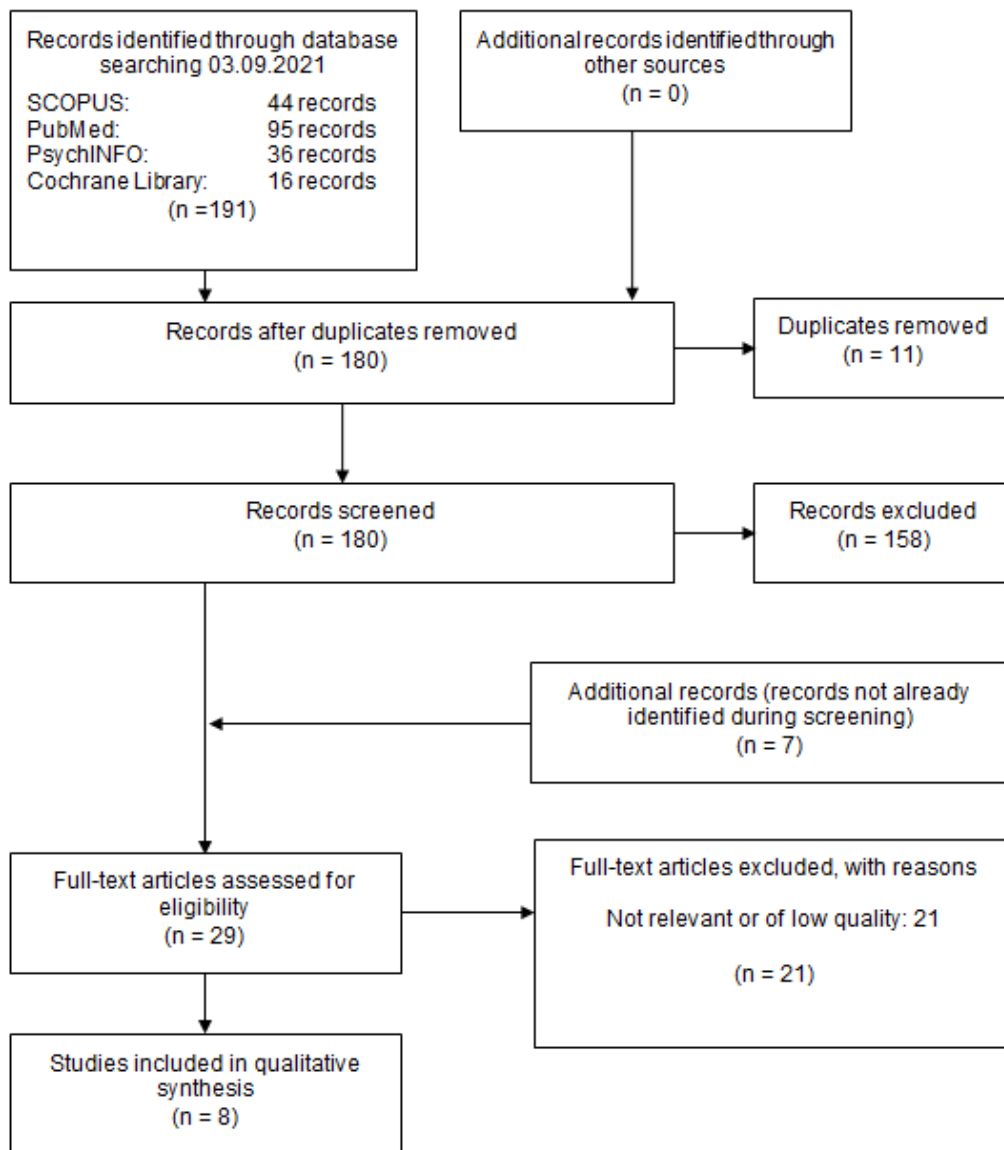 Records identified through database
searching 03.09.2021
SCOPUS: 44 records
PubMed: 95 records
PsychINFO: 36 records
Cochrane Library: 16 records
(n =191)
Additional records identified through
other sources
(n = 0)
Records after duplicates removed
(n = 180)
Duplicates removed
(n = 11)
Records screened
(n = 180)
Records excluded
(n = 158)
Additional records (records not already
identified during screening)
(n = 7)
Full-text articles assessed for
eligibility
(n = 29)
Full-text articles excluded, with reasons
Not relevant or of low quality: 21
(n = 21)
Studies included in qualitative
synthesis
(n = 8)